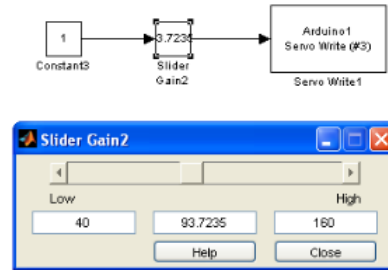 1
Constant3
3.7235
Slider
Gain2
Arduino1
Servo Write (#3)
Servo Write1
Slider Gain2
Low
High
40
93.7235
160
Help
Close